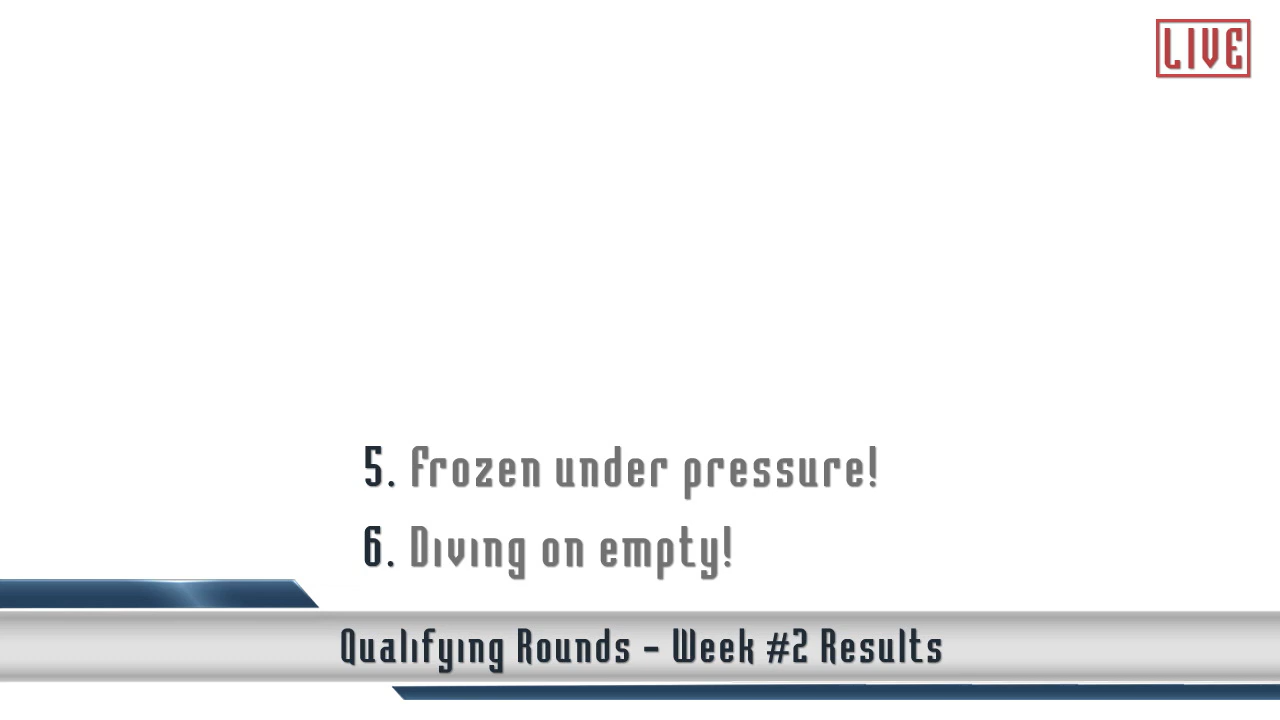 LIVE
5. Frozen under pressure!
6. Diving on empty!
Qualifying Rounds - Week #2 Results